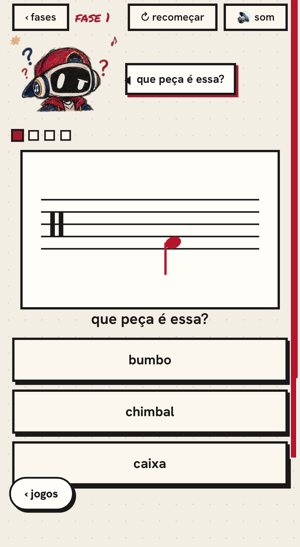 ‹ fases
FASE 1
↻ recomeçar
🔊 som
? ? ? ?
que peça é essa?
que peça é essa?
bumbo
chimbal
caixa
‹ jogos